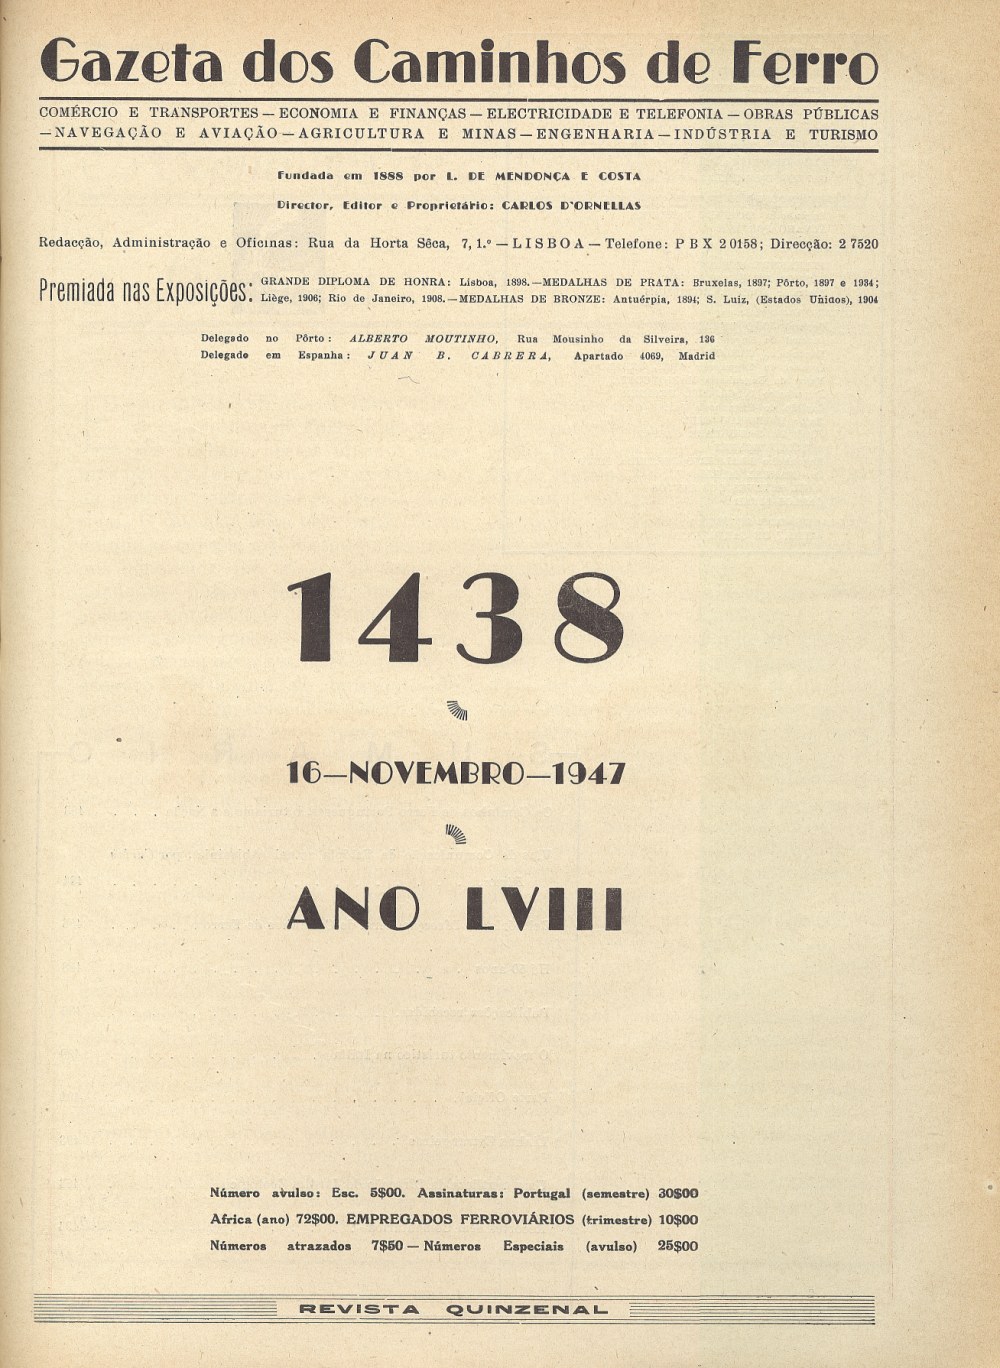 Gazeta dos Caminhos de Ferro
COMÉRCIO E TRANSPORTES — ECONOMIA E FINANÇAS — ELECTRICIDADE E TELEFONIA — OBRAS PÚBLICAS
— NAVEGAÇÃO E AVIAÇÃO — AGRICULTURA E MINAS — ENGENHARIA — INDÚSTRIA E TURISMO
Fundada em 1888 por L. DE MENDONÇA E COSTA
Director, Editor e Proprietário: CARLOS D'ORNELLAS
Redacção, Administração e Oficinas: Rua da Horta Sêca, 7, 1.º — LISBOA — Telefone: PBX 20158; Direcção: 27520
Premiada nas Exposições:
GRANDE DIPLOMA DE HONRA: Lisboa, 1898.—MEDALHAS DE PRATA: Bruxelas, 1897; Pôrto, 1897 e 1934;
Liège, 1906; Rio de Janeiro, 1908.—MEDALHAS DE BRONZE: Antuérpia, 1894; S. Luiz, (Estados Unidos), 1904
Delegado no Pôrto: ALBERTO MOUTINHO, Rua Mousinho da Silveira, 136
Delegado em Espanha: JUAN B. CABRERA, Apartado 4069, Madrid
1438
16—NOVEMBRO—1947
ANO LVIII
Número avulso: Esc. 5$00. Assinaturas: Portugal (semestre) 30$00
Africa (ano) 72$00. EMPREGADOS FERROVIÁRIOS (trimestre) 10$00
Números atrazados 7$50 — Números Especiais (avulso) 25$00
REVISTA QUINZENAL